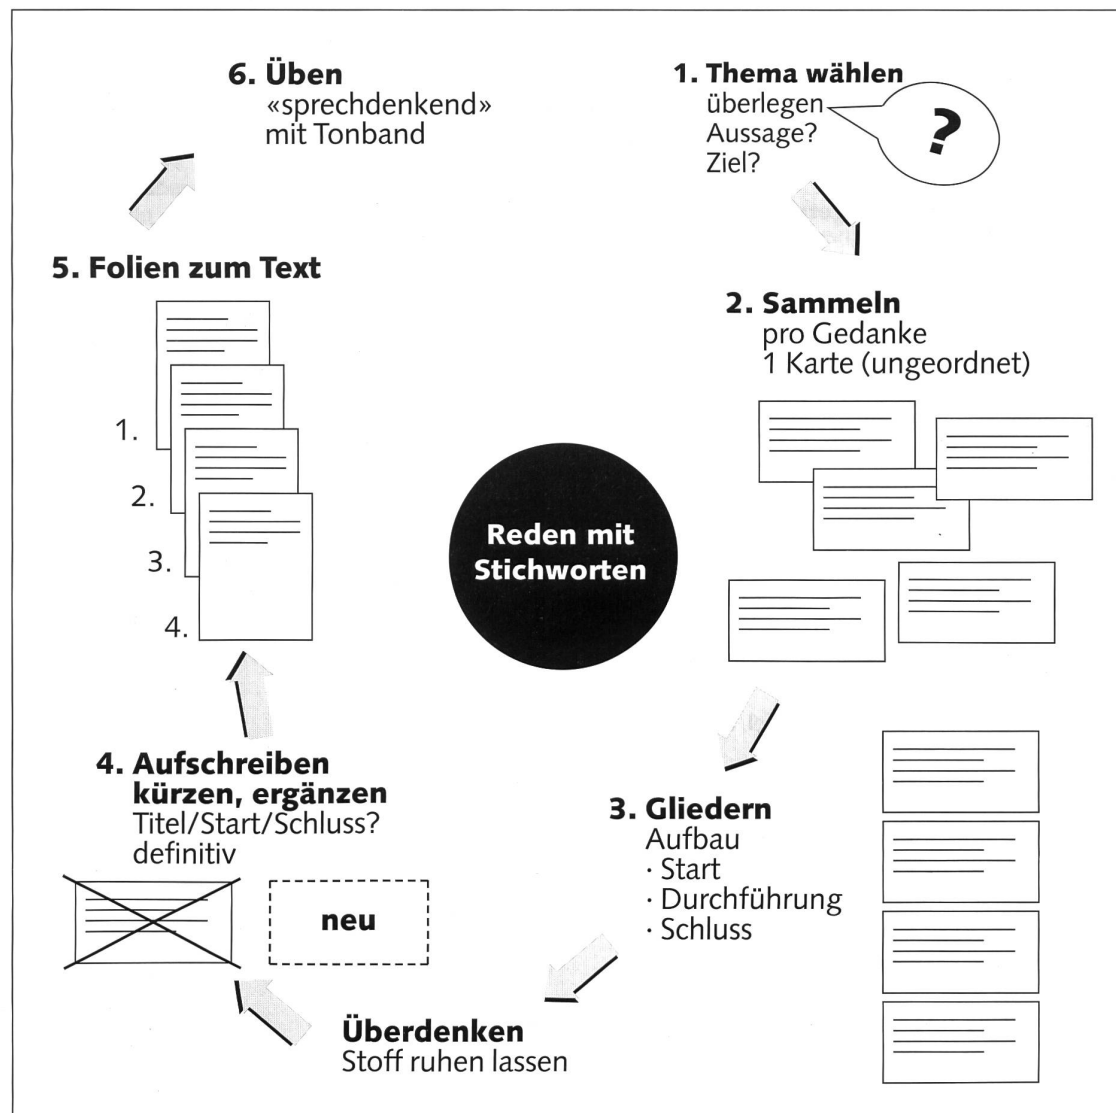 1. Thema wählen
überlegen
Aussage?
Ziel?
?
2. Sammeln
pro Gedanke
1 Karte (ungeordnet)
Reden mit
Stichworten
3. Gliedern
Aufbau
· Start
· Durchführung
· Schluss
Überdenken
Stoff ruhen lassen
4. Aufschreiben
kürzen, ergänzen
Titel/Start/Schluss?
definitiv
neu
5. Folien zum Text
1.
2.
3.
4.
6. Üben
«sprechdenkend»
mit Tonband